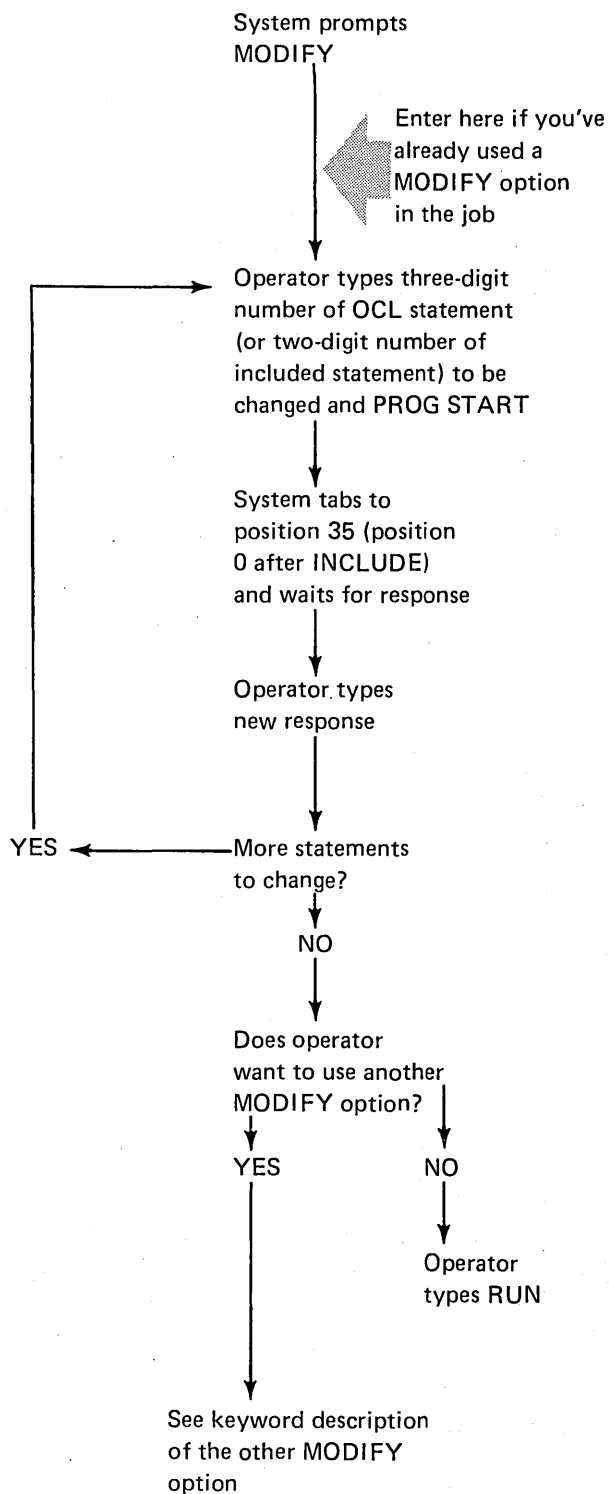 System prompts
MODIFY
Enter here if you've
already used a
MODIFY option
in the job
Operator types three-digit
number of OCL statement
(or two-digit number of
included statement) to be
changed and PROG START
System tabs to
position 35 (position
0 after INCLUDE)
and waits for response
Operator types
new response
YES
More statements
to change?
NO
Does operator
want to use another
MODIFY option?
YES
NO
Operator
types RUN
See keyword description
of the other MODIFY
option